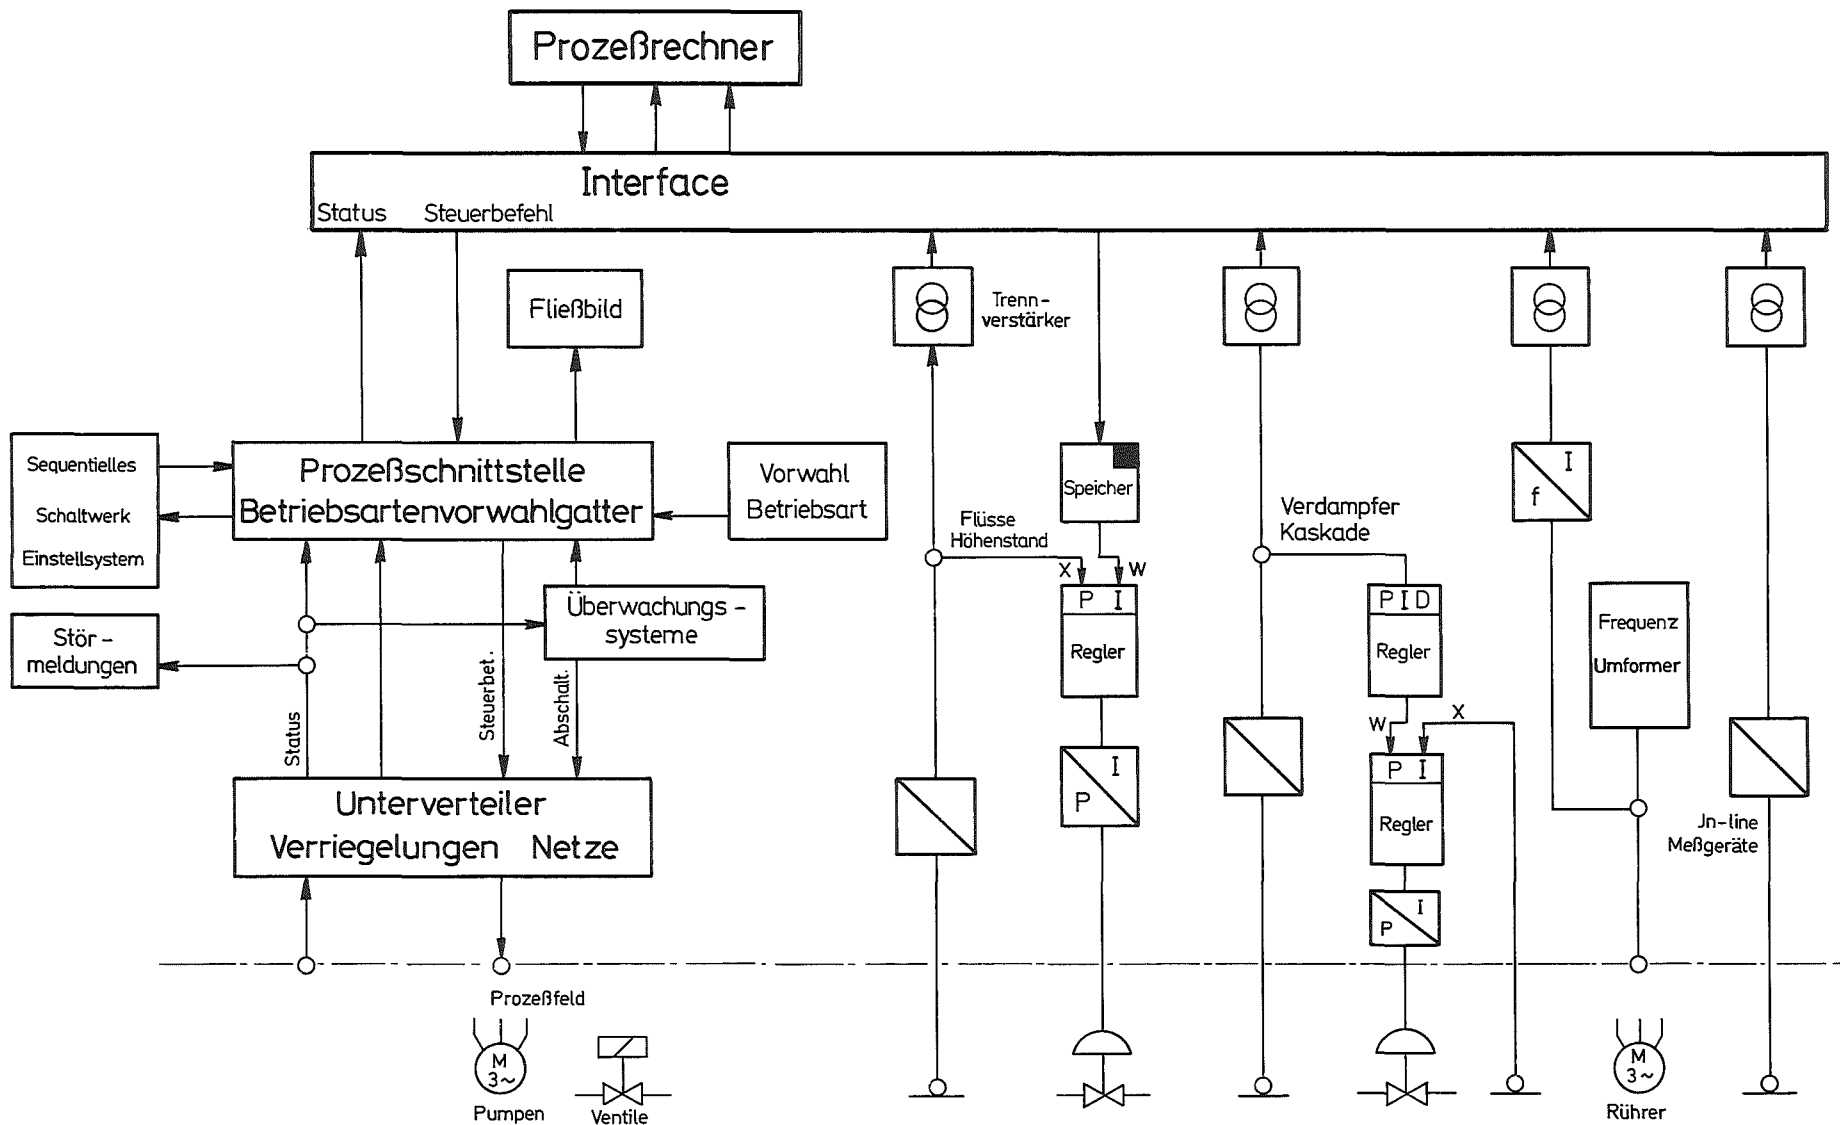 Prozeßrechner
Interface
Status Steuerbefehl
Fließbild
Trenn-
verstärker
Sequentielles
Schaltwerk
Einstellsystem
Prozeßschnittstelle
Betriebsartenvorwahlgatter
Vorwahl
Betriebsart
Speicher
Flüsse
Höhenstand
X W
P I
Regler
I
P
Verdampfer
Kaskade
P I D
Regler
W X
P I
Regler
I
P
I
f
Frequenz
Umformer
Jn-line
Meßgeräte
Stör-
meldungen
Überwachungs-
systeme
Status
Steuerbet.
Abschalt.
Unterverteiler
Verriegelungen Netze
Prozeßfeld
M
3~
Pumpen
Ventile
M
3~
Rührer